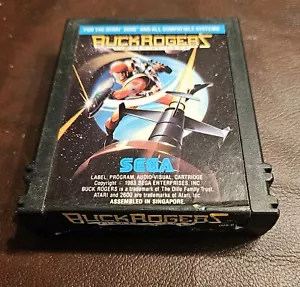 FOR THE ATARI 2600 AND ALL COMPATIBLE SYSTEMS
BUCK ROGERS
SEGA
LABEL, PROGRAM, AUDIO-VISUAL, CARTRIDGE
Copyright © 1983 SEGA ENTERPRISES, INC.
BUCK ROGERS is a trademark of The Dille Family Trust.
ATARI and 2600 are trademarks of Atari, Inc.
ASSEMBLED IN SINGAPORE.
BUCK ROGERS